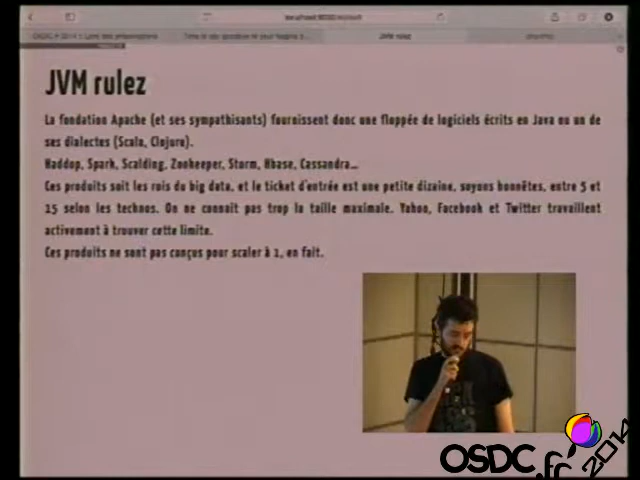 JVM rulez
La fondation Apache (et ses sympathisants) fournissent donc une floppée de logiciels écrits en Java ou un de
ses dialectes (Scala, Clojure).
Haddop, Spark, Scalding, Zookeeper, Storm, Hbase, Cassandra...
Ces produits soit les rois du big data, et le ticket d'entrée est une petite dizaine, soyons honnêtes, entre 5 et
15 selon les technos. On ne connait pas trop la taille maximale. Yahoo, Facebook et Twitter travaillent
activement à trouver cette limite.
Ces produits ne sont pas conçus pour scaler à 1, en fait.
OSDC.fr 2014